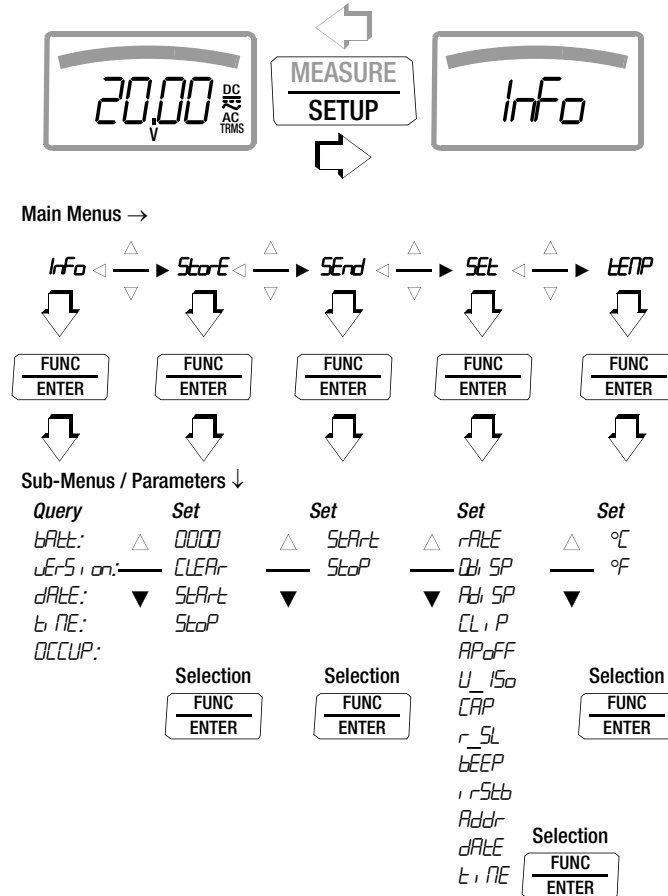 20.00 V DC AC TRMS
MEASURE
SETUP
InFo
Main Menus →
InFo StorE SEnd SEt tEMP
FUNC FUNC FUNC FUNC FUNC
ENTER ENTER ENTER ENTER ENTER
Sub-Menus / Parameters ↓
Query Set Set Set Set
bAtt: 0000 StArt rAtE °C
vErSion: CLEAr StoP 0diSP °F
dAtE: StArt AdiSP
tiME: StoP CLiP
OCCUP: APoFF
Selection Selection U_ISo Selection
FUNC FUNC CAP FUNC
ENTER ENTER r_SL ENTER
bEEP
irStb
Addr
dAtE Selection
tiME FUNC
ENTER